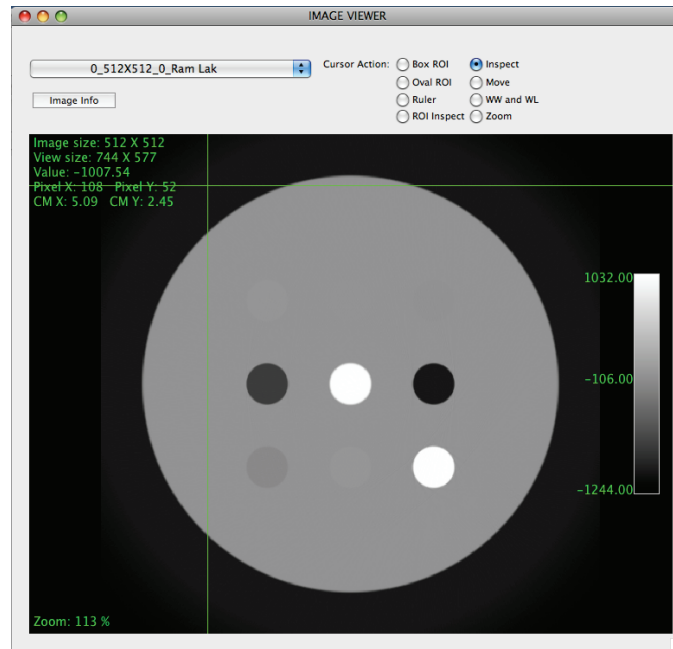 IMAGE VIEWER
0_512X512_0_Ram Lak
Cursor Action: Box ROI Inspect
Oval ROI Move
Image Info
Ruler WW and WL
ROI Inspect Zoom
Image size: 512 X 512
View size: 744 X 577
Value: -1007.54
Pixel X: 108 Pixel Y: 52
CM X: 5.09 CM Y: 2.45
1032.00
-106.00
-1244.00
Zoom: 113 %